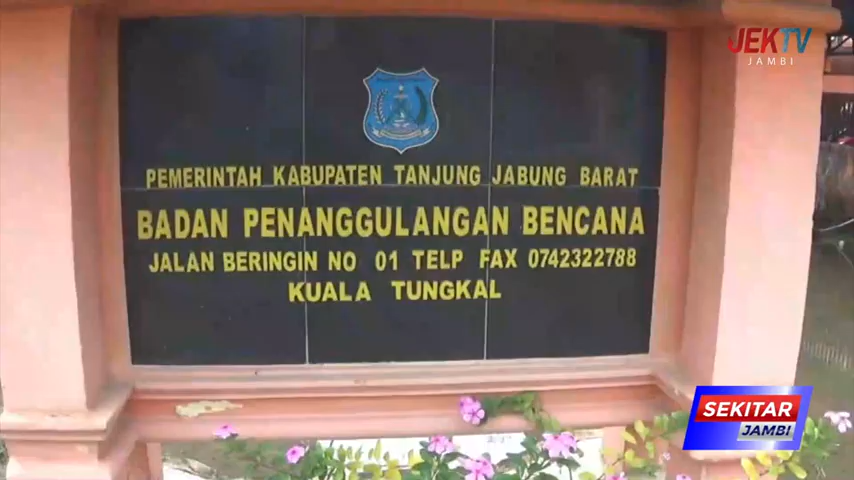 JEKTV
JAMBI
PEMERINTAH KABUPATEN TANJUNG JABUNG BARAT
BADAN PENANGGULANGAN BENCANA
JALAN BERINGIN NO 01 TELP FAX 0742322788
KUALA TUNGKAL
SEKITAR
JAMBI